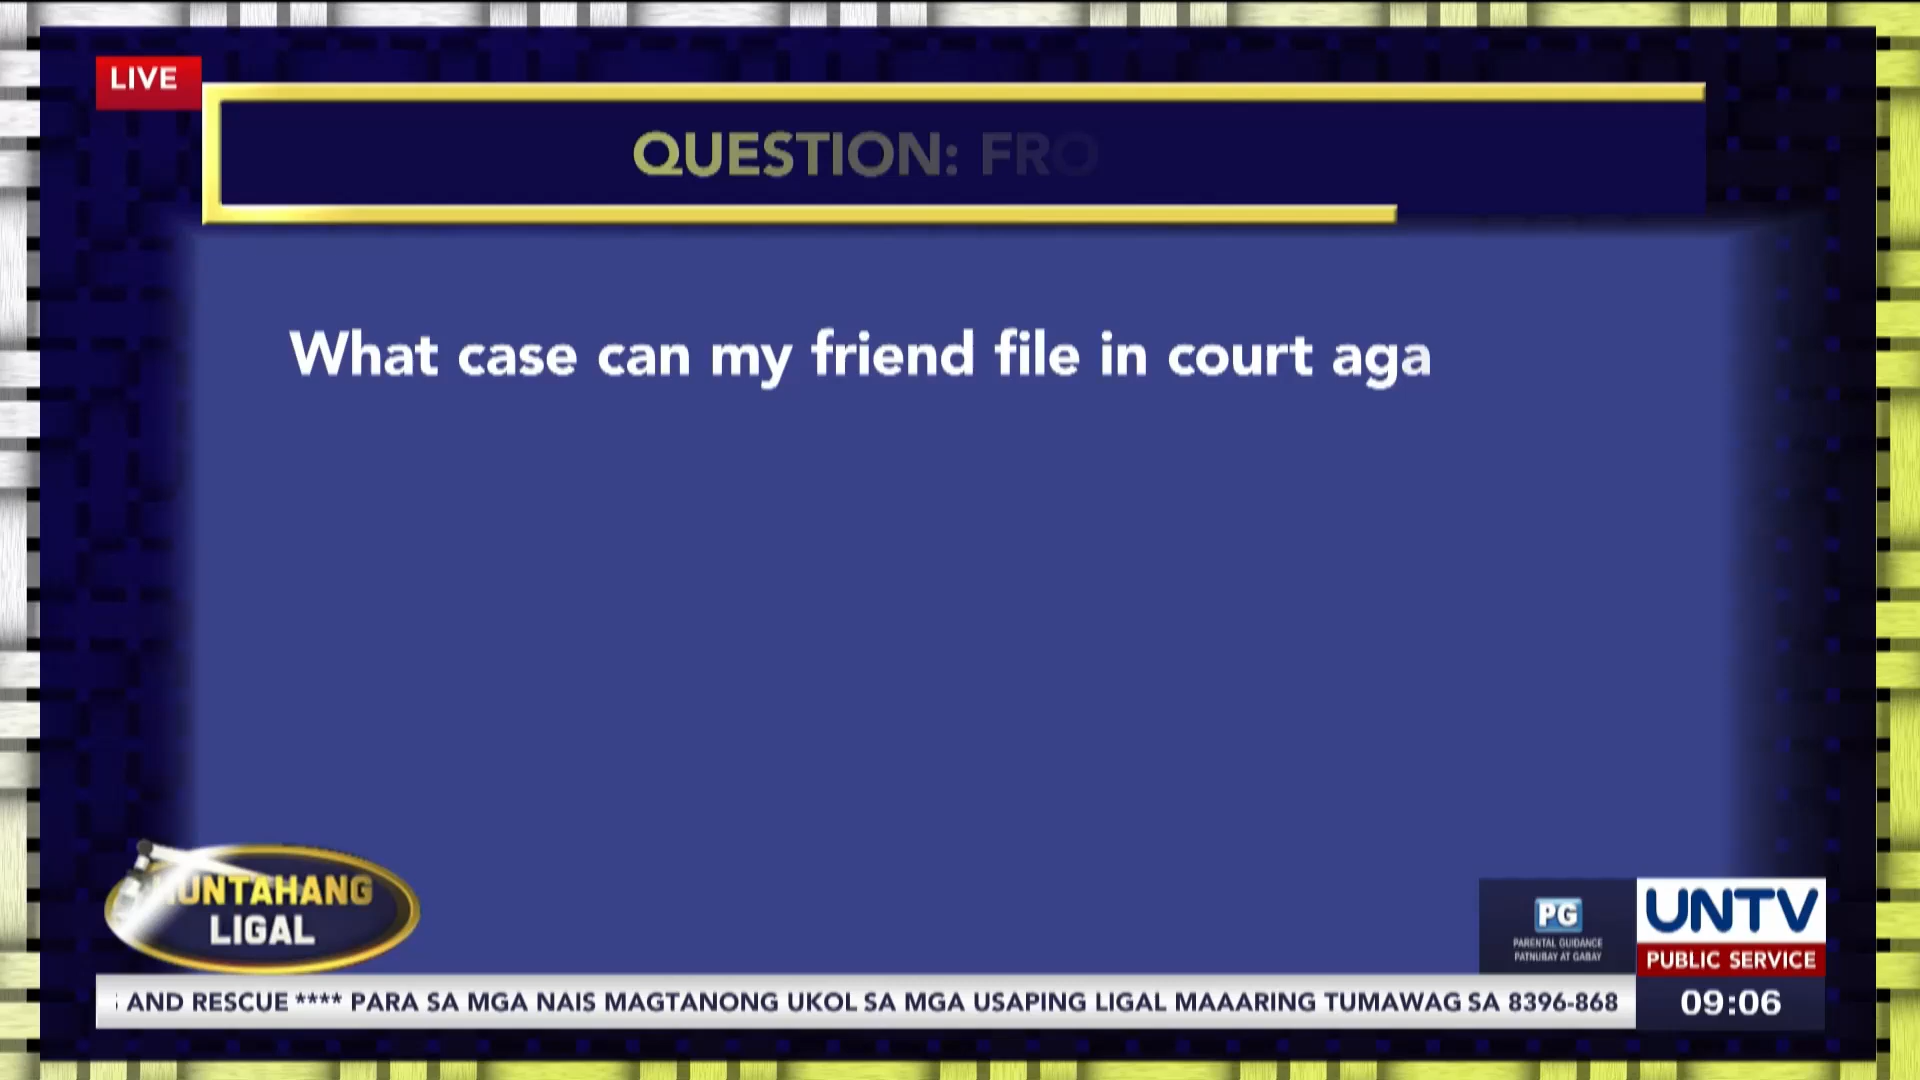 LIVE
QUESTION: FRO
What case can my friend file in court aga
UNTAHANG
LIGAL
PG
PARENTAL GUIDANCE
PATNUBAY AT GABAY
UNTV
PUBLIC SERVICE
AND RESCUE **** PARA SA MGA NAIS MAGTANONG UKOL SA MGA USAPING LIGAL MAAARING TUMAWAG SA 8396-868
09:06